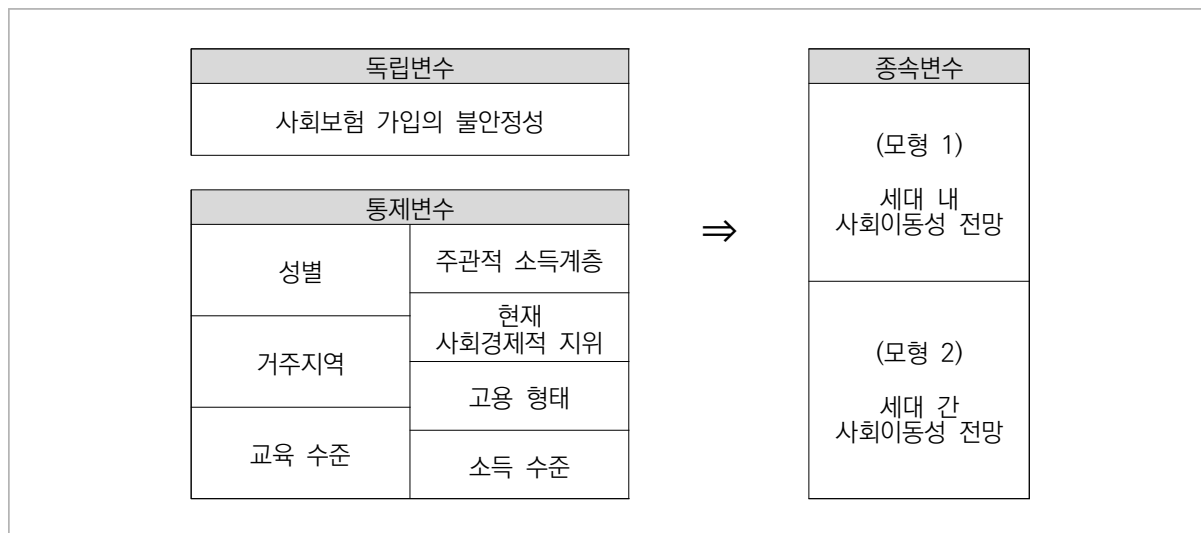 독립변수
사회보험 가입의 불안정성
통제변수
성별
거주지역
교육 수준
주관적 소득계층
현재
사회경제적 지위
고용 형태
소득 수준
⇒
종속변수
(모형 1)
세대 내
사회이동성 전망
(모형 2)
세대 간
사회이동성 전망